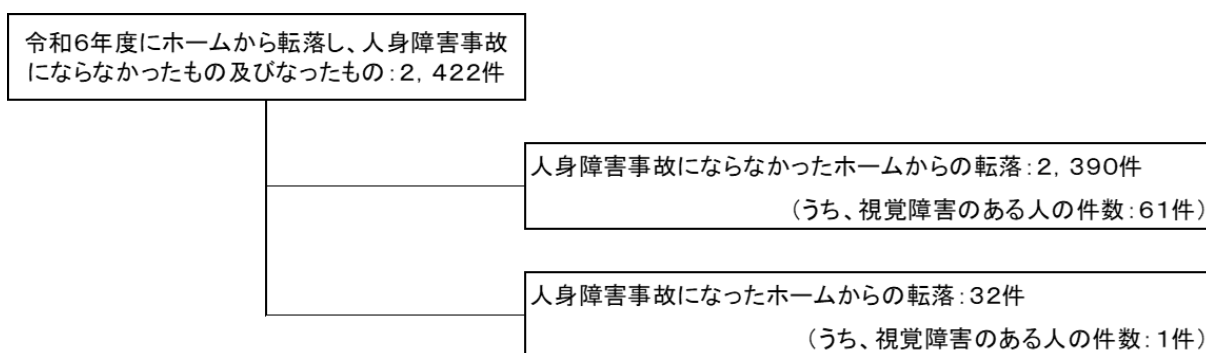 令和6年度にホームから転落し、人身障害事故
にならなかったもの及びなったもの:2,422件
人身障害事故にならなかったホームからの転落:2,390件
(うち、視覚障害のある人の件数:61件)
人身障害事故になったホームからの転落:32件
(うち、視覚障害のある人の件数:1件)